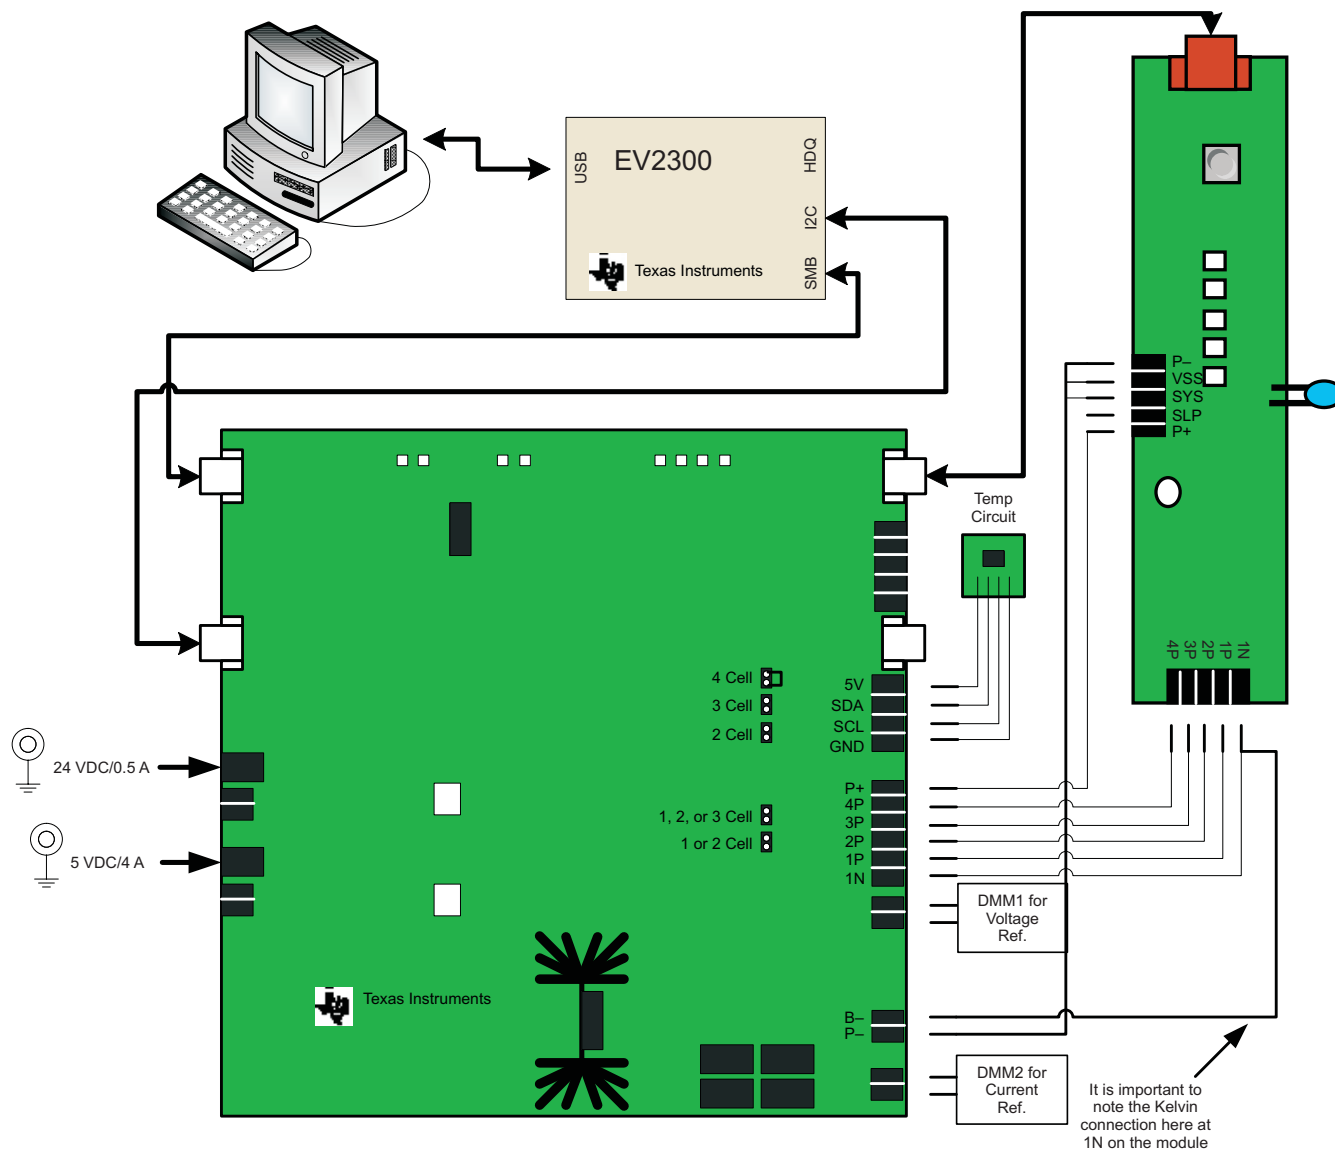 USB
EV2300
HDQ
I2C
SMB
Texas Instruments
P–
VSS
SYS
SLP
P+
Temp
Circuit
4P
3P
2P
1P
1N
4 Cell
3 Cell
2 Cell
5V
SDA
SCL
GND
24 VDC/0.5 A
5 VDC/4 A
1, 2, or 3 Cell
1 or 2 Cell
P+
4P
3P
2P
1P
1N
DMM1 for
Voltage
Ref.
Texas Instruments
B–
P–
DMM2 for
Current
Ref.
It is important to
note the Kelvin
connection here at
1N on the module